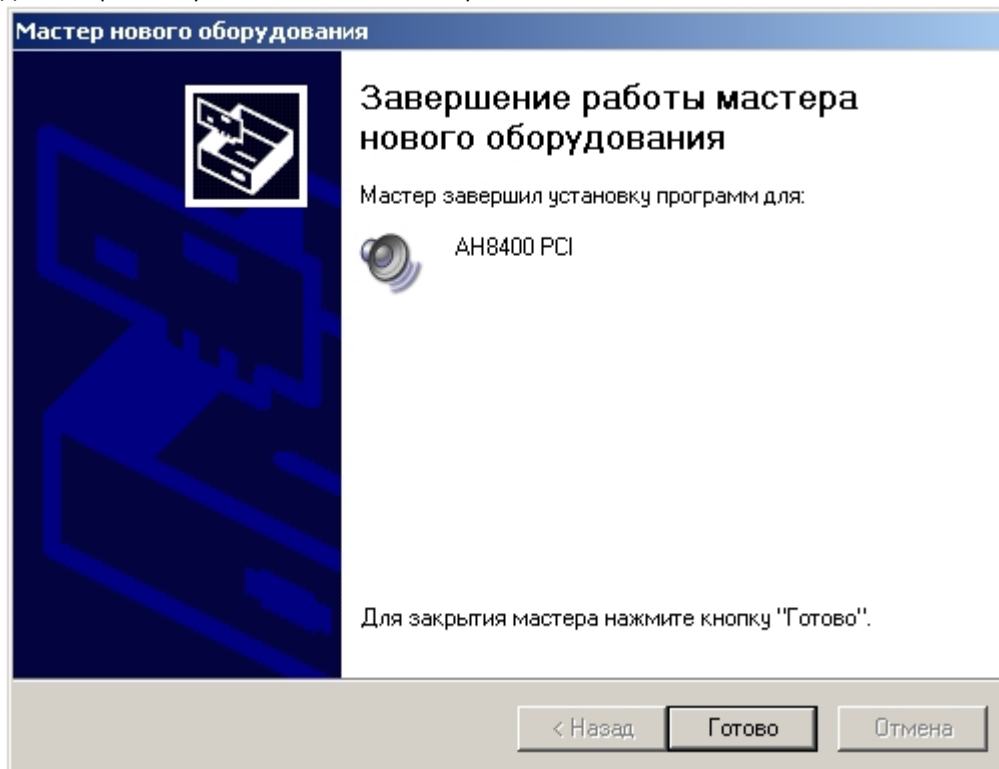 Мастер нового оборудования
Завершение работы мастера
нового оборудования
Мастер завершил установку программ для:
AH8400 PCI
Для закрытия мастера нажмите кнопку "Готово".
< Назад
Готово
Отмена